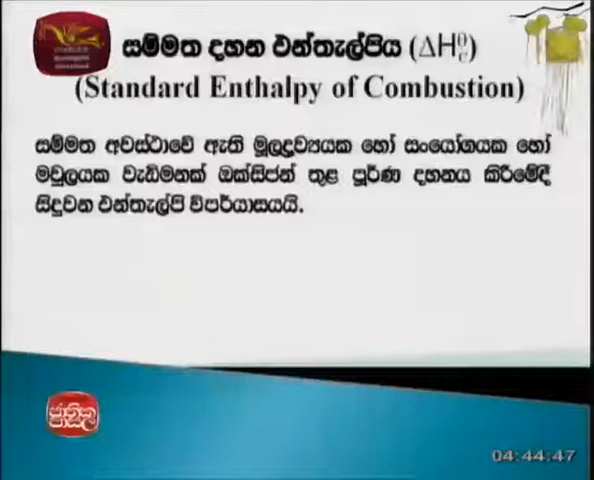 සම්මත දහන එන්තැල්පිය (ΔH⁰c)
(Standard Enthalpy of Combustion)
සම්මත අවස්ථාවේ ඇති මූලද්‍රව්‍යයක හෝ සංයෝගයක හෝ
මවුලයක වැඩිමනක් ඔක්සිජන් තුළ පූර්ණ දහනය කිරීමේදී
සිදුවන එන්තැල්පි විපර්යාසයයි.
ජාතික
පාසල
04:44:47